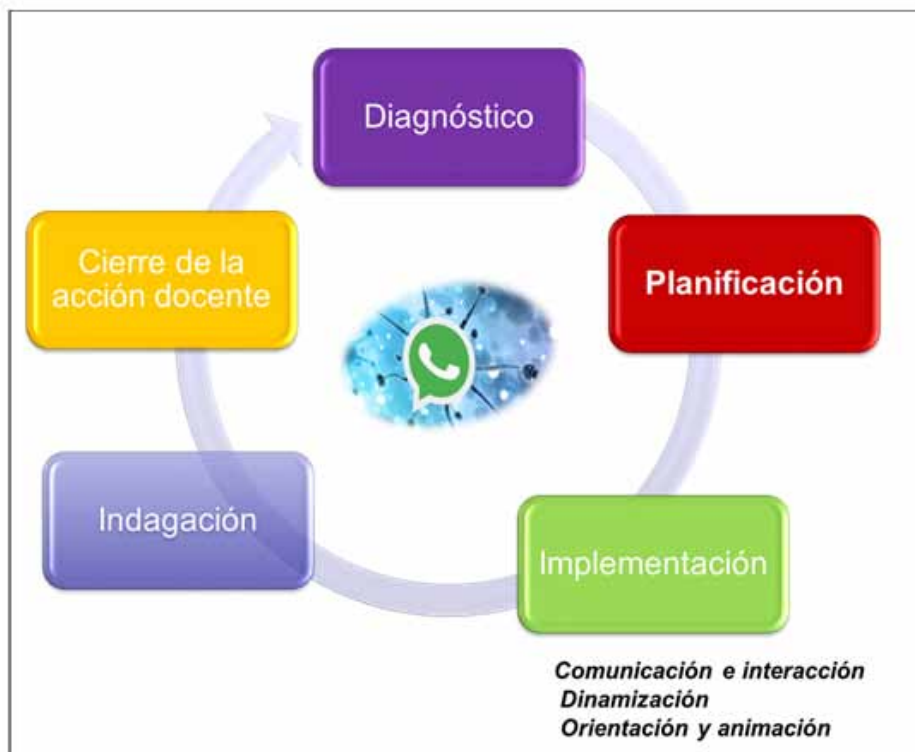 Diagnóstico
Planificación
Implementación
Comunicación e interacción
Dinamización
Orientación y animación
Indagación
Cierre de la
acción docente